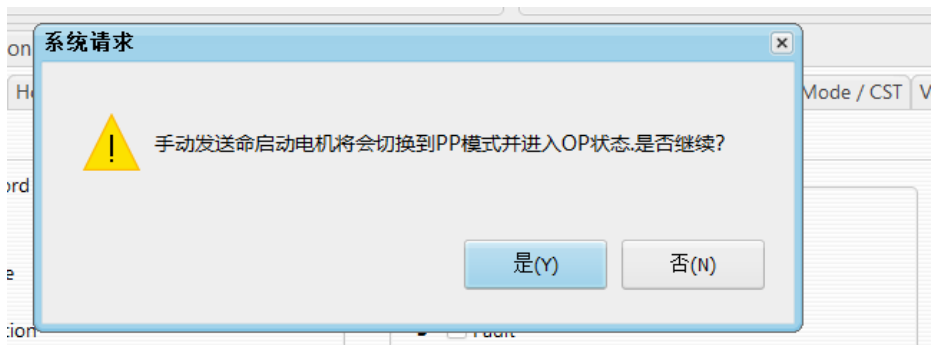 系统请求
on
Mode / CST
手动发送命启动电机将会切换到PP模式并进入OP状态.是否继续?
是(Y)
否(N)